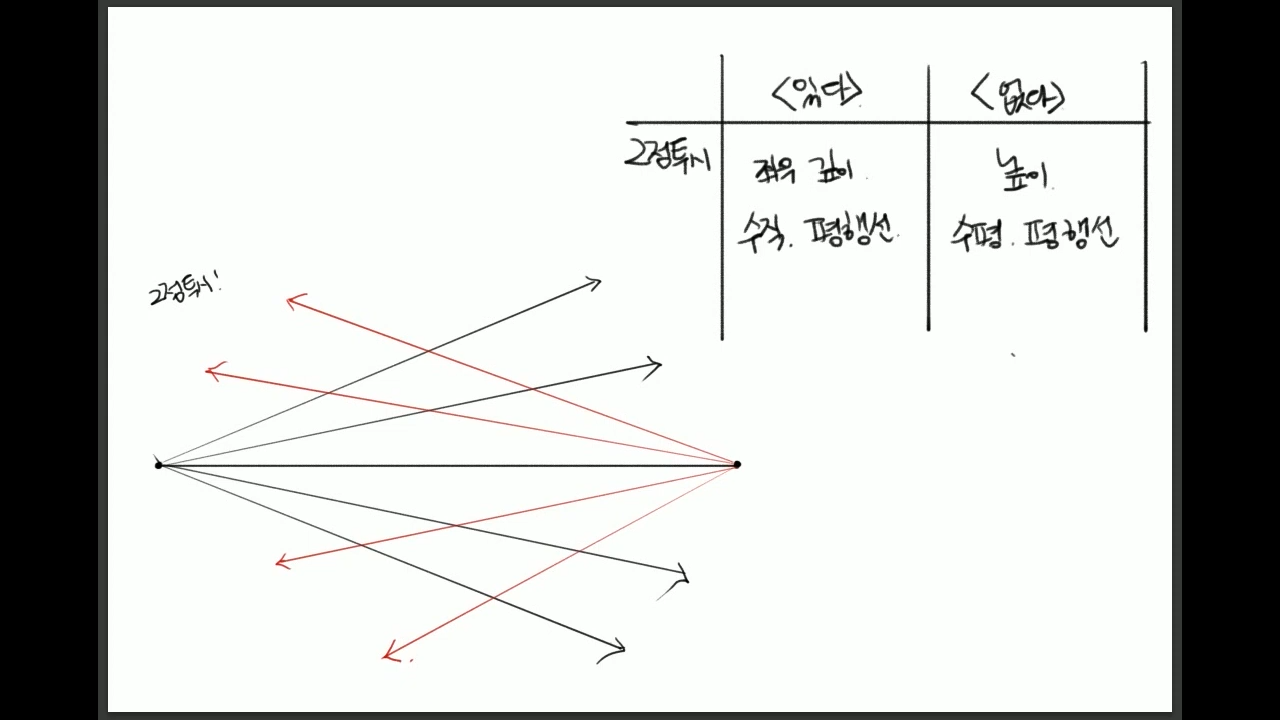 <있다> <없다>
2점투시 좌우 깊이. 높이.
수직. 평행선. 수평. 평행선
2점투시!